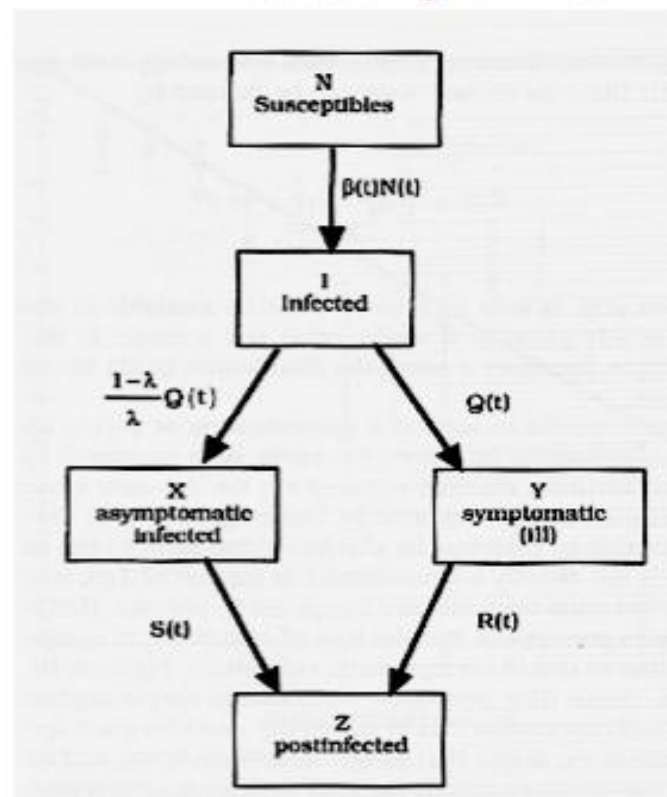 N
Susceptibles
β(t)N(t)
I
Infected
1-λ
λ
Q(t)
Q(t)
X
asymptomatic
infected
Y
symptomatic
(ill)
S(t)
R(t)
Z
postinfected